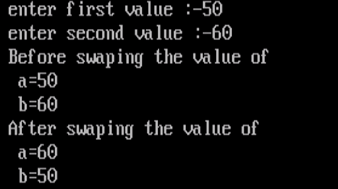 enter first value :-50
enter second value :-60
Before swaping the value of
a=50
b=60
After swaping the value of
a=60
b=50